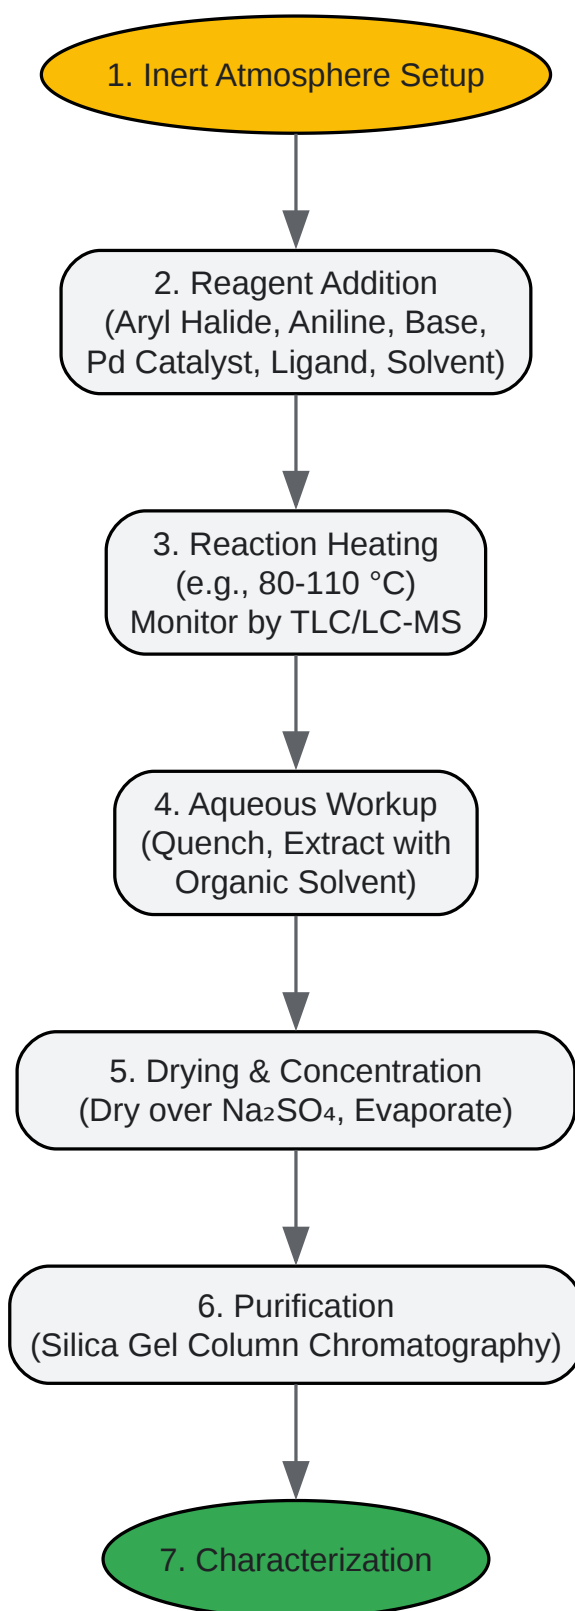 1. Inert Atmosphere Setup
2. Reagent Addition
(Aryl Halide, Aniline, Base,
Pd Catalyst, Ligand, Solvent)
3. Reaction Heating
(e.g., 80-110 °C)
Monitor by TLC/LC-MS
4. Aqueous Workup
(Quench, Extract with
Organic Solvent)
5. Drying & Concentration
(Dry over Na₂SO₄, Evaporate)
6. Purification
(Silica Gel Column Chromatography)
7. Characterization